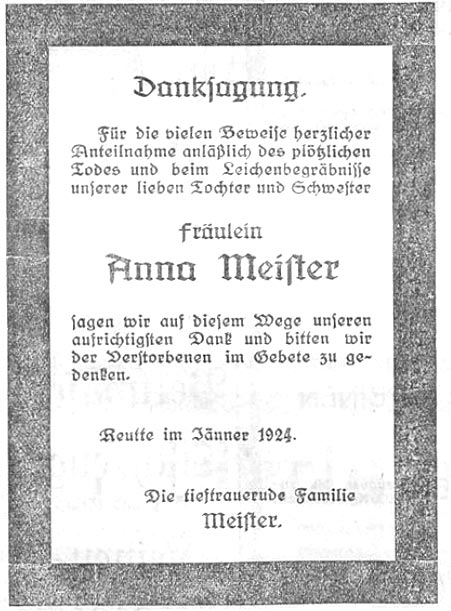 Danksagung.
Für die vielen Beweise herzlicher
Anteilnahme anläßlich des plötzlichen
Todes und beim Leichenbegräbnisse
unserer lieben Tochter und Schwester
Fräulein
Anna Meister
sagen wir auf diesem Wege unseren
aufrichtigsten Dank und bitten wir
der Verstorbenen im Gebete zu ge-
denken.
Reutte im Jänner 1924.
Die tieftrauerude Familie
Meister.